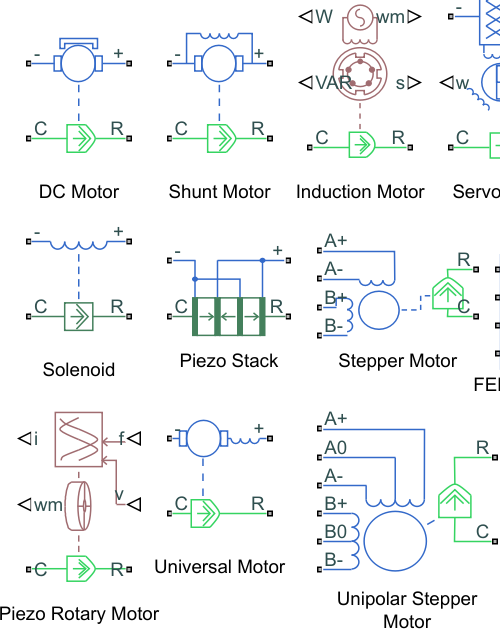 - + - + W wm -
VAR s w
C R C R C R C
DC Motor Shunt Motor Induction Motor Servo
- + - + A+
A- R
B+
C R C R B- C
Solenoid Piezo Stack Stepper Motor
FE
i f - + A+
A0 R
v A-
wm C R B+
B0 C
C R B-
Universal Motor
Piezo Rotary Motor Unipolar Stepper
Motor